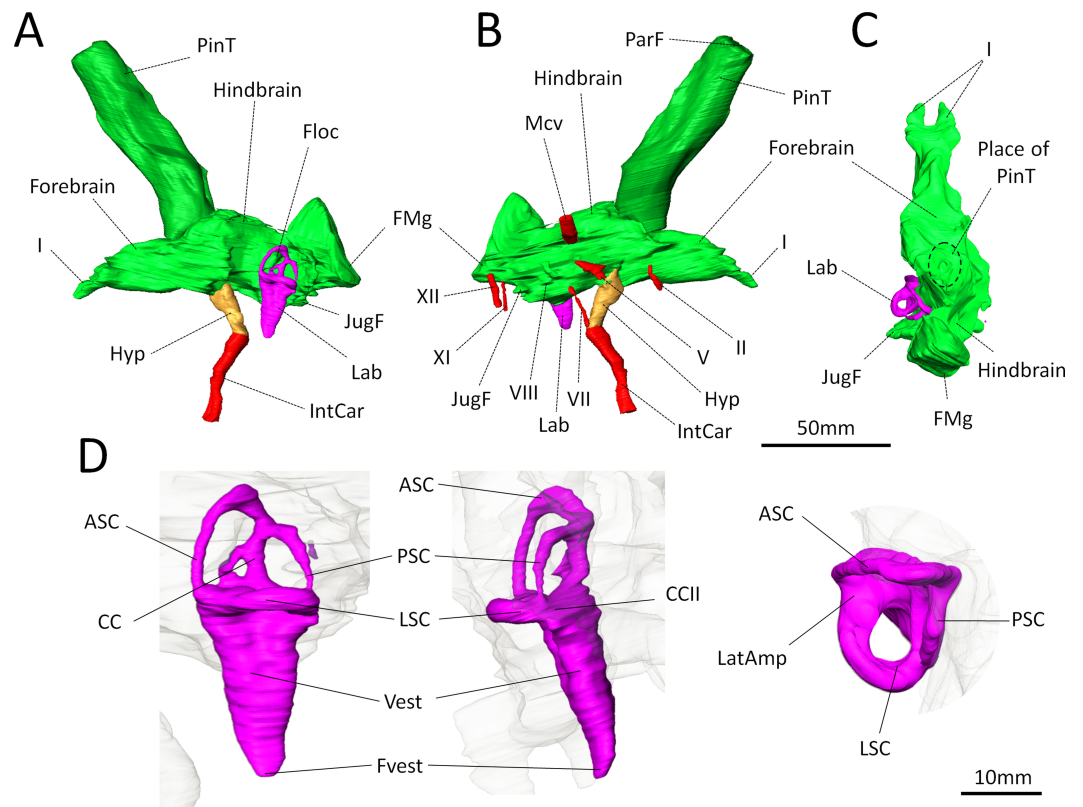 A
PinT
Hindbrain
Floc
Forebrain
I
FMg
JugF
Hyp
Lab
IntCar
B
ParF
Hindbrain
PinT
Mcv
Forebrain
I
XII
XI
JugF
VIII
Lab
VII
V
II
Hyp
IntCar
C
I
Place of
PinT
Lab
JugF
Hindbrain
FMg
50mm
D
ASC
CC
ASC
PSC
LSC
CCII
Vest
Fvest
ASC
PSC
LatAmp
LSC
10mm